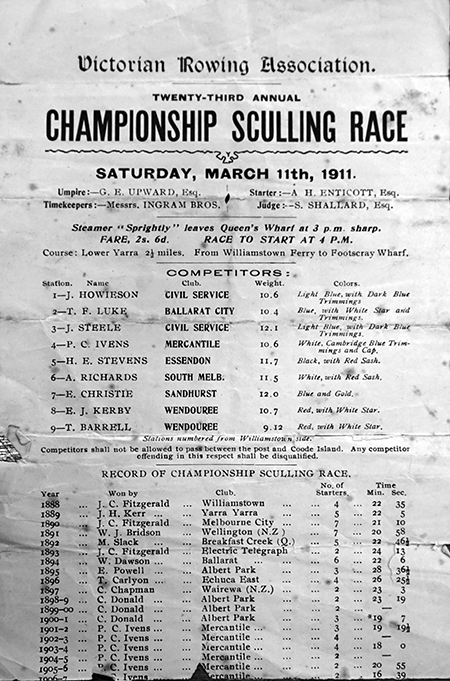 Victorian Rowing Association.
TWENTY-THIRD ANNUAL
CHAMPIONSHIP SCULLING RACE
SATURDAY, MARCH 11th, 1911.
Umpire:—G. E. UPWARD, Esq. Starter:—A H. ENTICOTT, Esq.
Timekeepers:—Messrs. INGRAM BROS. Judge:—S. SHALLARD, Esq.
Steamer "Sprightly" leaves Queen's Wharf at 3 p.m. sharp.
FARE, 2s. 6d. RACE TO START AT 4 P.M.
Course: Lower Yarra 2½ miles. From Williamstown Ferry to Footscray Wharf.
COMPETITORS:
Station. Name Club. Weight. Colors.
1—J. HOWIESON CIVIL SERVICE 10.6 Light Blue, with Dark Blue
Trimmings
2—T. F. LUKE BALLARAT CITY 10 4 Blue, with White Star and
Trimmings.
3—J. STEELE CIVIL SERVICE 12.1 Light Blue, with Dark Blue
Trimmings.
4—P. C. IVENS MERCANTILE 10.6 White, Cambridge Blue Trim-
mings and Cap.
5—H. E. STEVENS ESSENDON 11.7 Black, with Red Sash.
6—A. RICHARDS SOUTH MELB. 11.5 White, with Red Sash.
7—E. CHRISTIE SANDHURST 12.0 Blue and Gold.
8—E. J. KERBY WENDOUREE 10.7 Red, with White Star.
9—T. BARRELL WENDOUREE 9.12 Red, with White Star.
Stations numbered from Williamstown side.
Competitors shall not be allowed to pass between the post and Coode Island. Any competitor
offending in this respect shall be disqualified.
RECORD OF CHAMPIONSHIP SCULLING RACE.
No. of Time
Year Won by Club. Starters. Min. Sec.
1888 ... J. C. Fitzgerald ... Williamstown ... 4 ... 22 35
1889 ... J. H. Kerr ... Yarra Yarra ... 5 ... 22 5
1890 ... J. C. Fitzgerald ... Melbourne City ... 7 ... 21 10
1891 ... W. J. Bridson ... Wellington (N.Z) ... 7 ... 20 58
1892 ... M. Slack ... Breakfast Creek (Q.) ... 5 ... 22 16½
1893 ... J. C. Fitzgerald ... Electric Telegraph ... 2 ... 24 13
1894 ... W. Dawson ... Ballarat ... 6 ... 22 6
1895 ... E. Powell ... Albert Park ... 3 ... 28 36½
1896 ... T. Carlyon ... Echuca East ... 4 ... 26 25½
1897 ... C. Chapman ... Wairewa (N.Z.) ... 2 ... 23 3
1898-9 ... C. Donald ... Albert Park ... 2 ... 23 19
1899-00 ... C. Donald ... Albert Park ... 2 ... —
1900-1 ... C. Donald ... Albert Park ... 3 ... *19 7
1901-2 ... P. C. Ivens ... Mercantile ... 3 ... 19 19½
1902-3 ... P. C. Ivens ... Mercantile ... 4 ... —
1903-4 ... P. C. Ivens ... Mercantile ... 4 ... 18 0
1904-5 ... P. C. Ivens ... Mercantile ... 2 ... —
1905-6 ... P. C. Ivens ... Mercantile ... 2 ... 20 55
C. Ivens Mercantile 2 ... 16 39